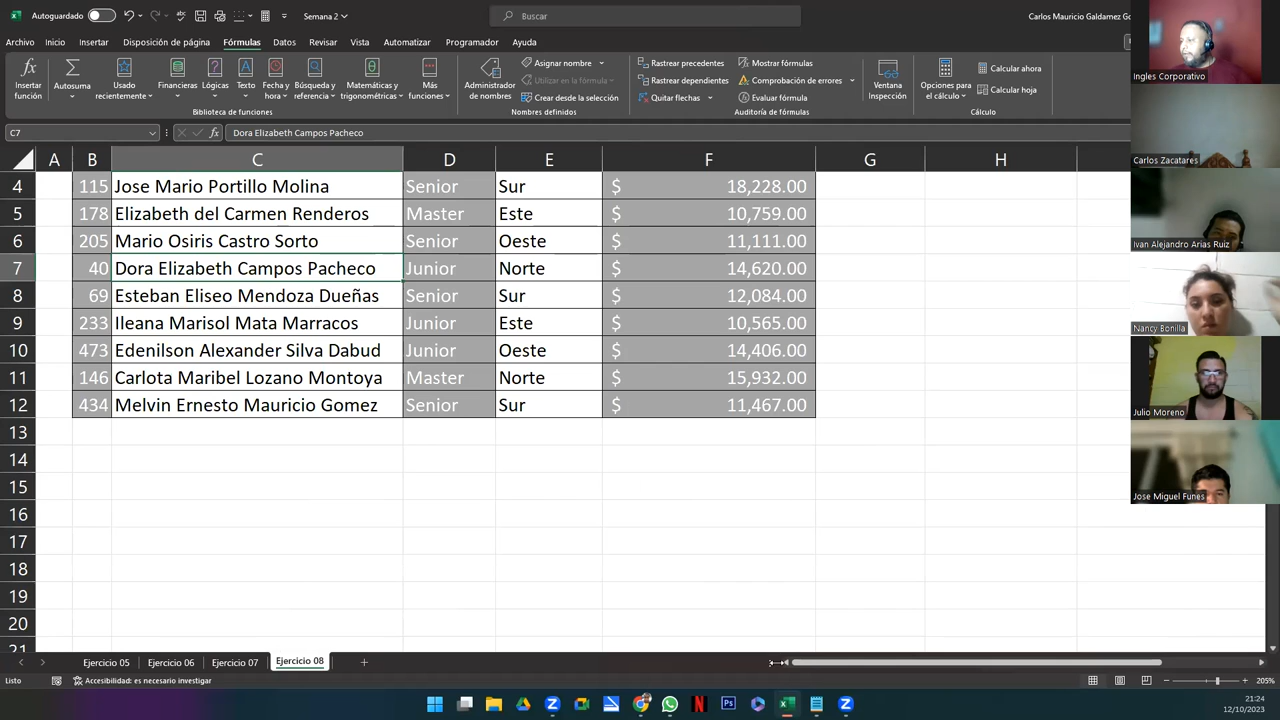 Autoguardado
Semana 2
Buscar
Carlos Mauricio Galdamez Go
Archivo Inicio Insertar Disposición de página Fórmulas Datos Revisar Vista Automatizar Programador Ayuda
Insertar función
Autosuma
Usado recientemente
Financieras
Lógicas
Texto
Fecha y hora
Búsqueda y referencia
Matemáticas y trigonométricas
Más funciones
Biblioteca de funciones
Administrador de nombres
Asignar nombre
Utilizar en la fórmula
Crear desde la selección
Nombres definidos
Rastrear precedentes
Rastrear dependientes
Quitar flechas
Mostrar fórmulas
Comprobación de errores
Evaluar fórmula
Auditoría de fórmulas
Ventana Inspección
Opciones para el cálculo
Calcular ahora
Calcular hoja
Cálculo
C7
fx
Dora Elizabeth Campos Pacheco
A B C D E F G H
4 115 Jose Mario Portillo Molina Senior Sur $ 18,228.00
5 178 Elizabeth del Carmen Renderos Master Este $ 10,759.00
6 205 Mario Osiris Castro Sorto Senior Oeste $ 11,111.00
7 40 Dora Elizabeth Campos Pacheco Junior Norte $ 14,620.00
8 69 Esteban Eliseo Mendoza Dueñas Senior Sur $ 12,084.00
9 233 Ileana Marisol Mata Marracos Junior Este $ 10,565.00
10 473 Edenilson Alexander Silva Dabud Junior Oeste $ 14,406.00
11 146 Carlota Maribel Lozano Montoya Master Norte $ 15,932.00
12 434 Melvin Ernesto Mauricio Gomez Senior Sur $ 11,467.00
13
14
15
16
17
18
19
20
21
Ejercicio 05 Ejercicio 06 Ejercicio 07 Ejercicio 08
Listo
Accesibilidad: es necesario investigar
205%
21:24
12/10/2023
Ingles Corporativo
Carlos Zacatares
Ivan Alejandro Arias Ruiz
Nancy Bonilla
Julio Moreno
Jose Miguel Funes